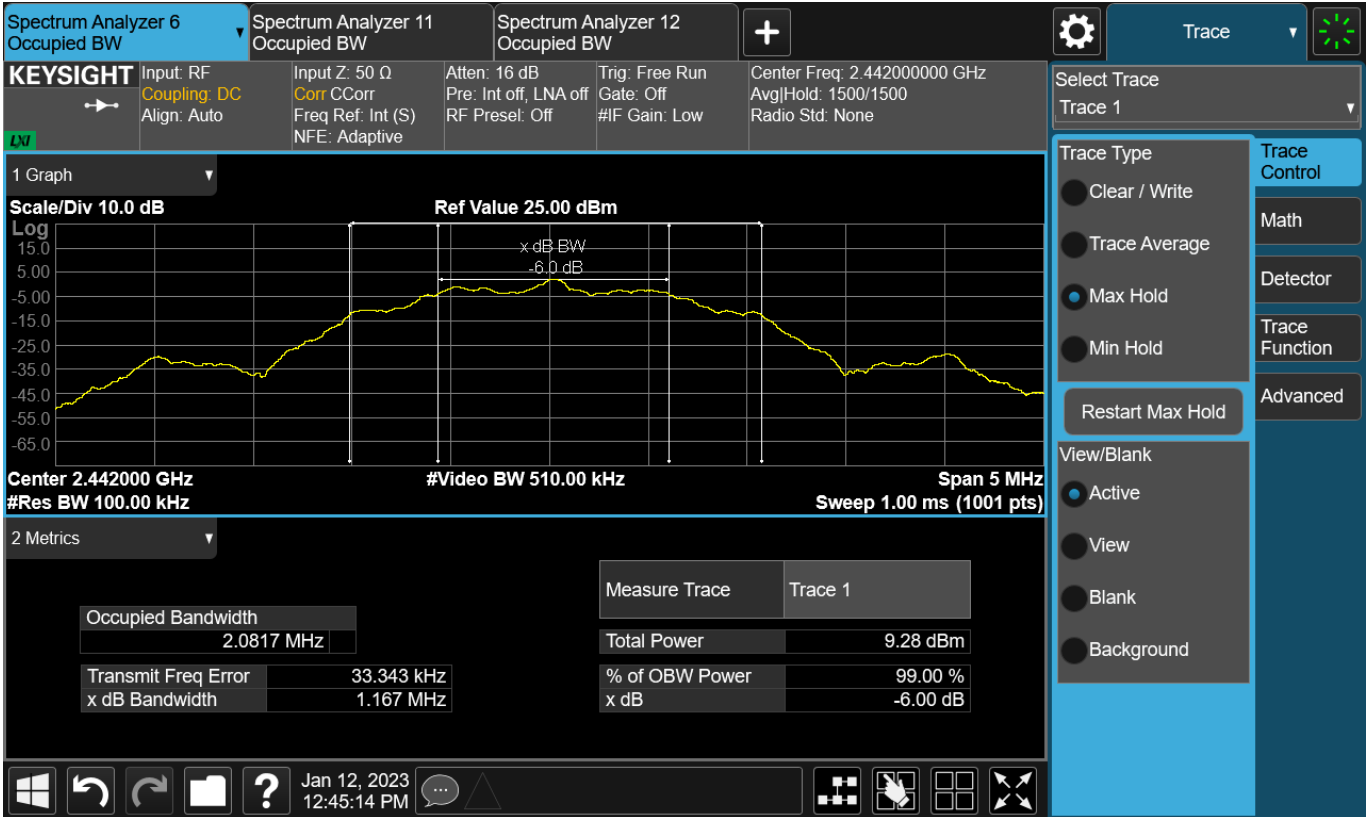 Spectrum Analyzer 6
Occupied BW
Spectrum Analyzer 11
Occupied BW
Spectrum Analyzer 12
Occupied BW
Trace
KEYSIGHT
LXI
Input: RF
Coupling: DC
Align: Auto
Input Z: 50 Ω
Corr CCorr
Freq Ref: Int (S)
NFE: Adaptive
Atten: 16 dB
Pre: Int off, LNA off
RF Presel: Off
Trig: Free Run
Gate: Off
#IF Gain: Low
Center Freq: 2.442000000 GHz
Avg|Hold: 1500/1500
Radio Std: None
Select Trace
Trace 1
1 Graph
Scale/Div 10.0 dB
Ref Value 25.00 dBm
Log
15.0
5.00
-5.00
-15.0
-25.0
-35.0
-45.0
-55.0
-65.0
x dB BW
-6.0 dB
Center 2.442000 GHz
#Video BW 510.00 kHz
Span 5 MHz
#Res BW 100.00 kHz
Sweep 1.00 ms (1001 pts)
2 Metrics
Measure Trace
Trace 1
Occupied Bandwidth
2.0817 MHz
Total Power
9.28 dBm
Transmit Freq Error
33.343 kHz
% of OBW Power
99.00 %
x dB Bandwidth
1.167 MHz
x dB
-6.00 dB
Trace Type
Clear / Write
Trace Average
Max Hold
Min Hold
Restart Max Hold
View/Blank
Active
View
Blank
Background
Trace
Control
Math
Detector
Trace
Function
Advanced
?
Jan 12, 2023
12:45:14 PM